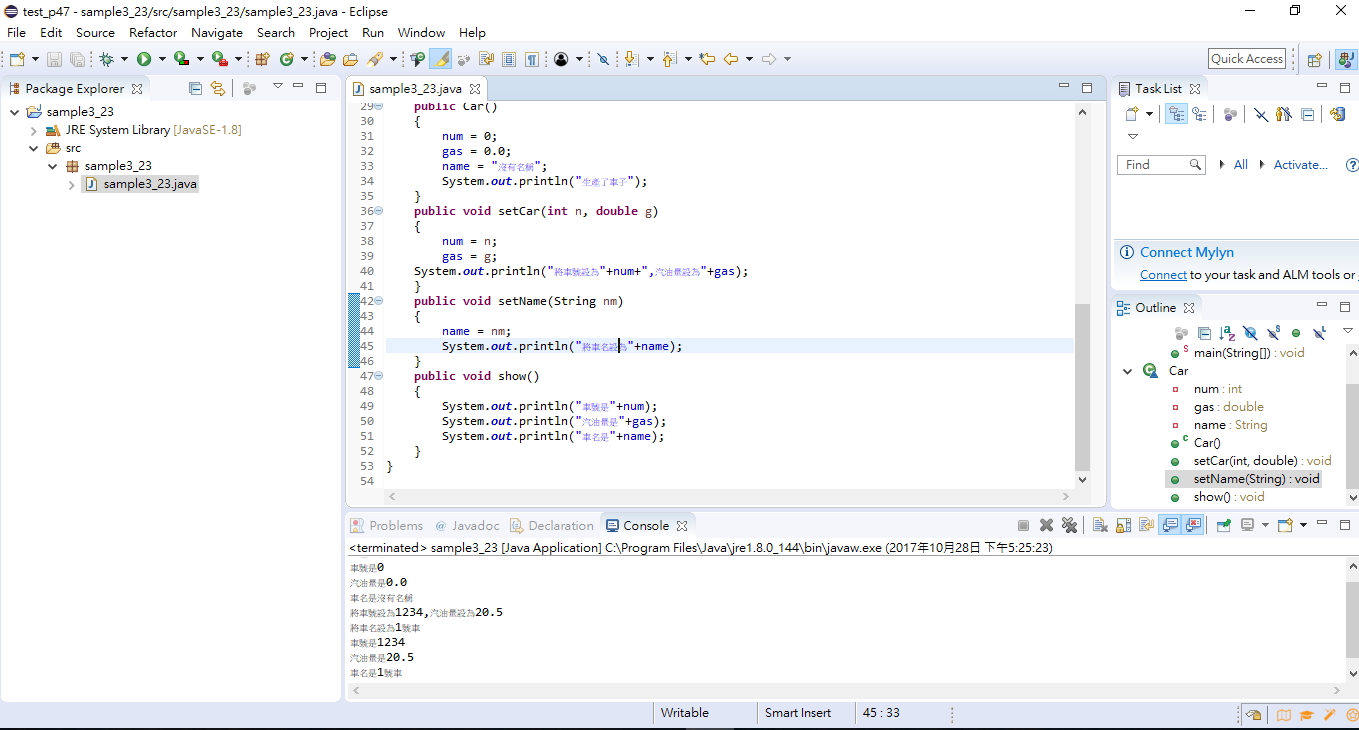 test_p47 - sample3_23/src/sample3_23/sample3_23.java - Eclipse
File Edit Source Refactor Navigate Search Project Run Window Help
Quick Access
Package Explorer
sample3_23
JRE System Library [JavaSE-1.8]
src
sample3_23
sample3_23.java
sample3_23.java
29 public Car()
30 {
31 num = 0;
32 gas = 0.0;
33 name = "沒有名稱";
34 System.out.println("生產了車子");
35 }
36 public void setCar(int n, double g)
37 {
38 num = n;
39 gas = g;
40 System.out.println("將車號設為"+num+",汽油量設為"+gas);
41 }
42 public void setName(String nm)
43 {
44 name = nm;
45 System.out.println("將車名設為"+name);
46 }
47 public void show()
48 {
49 System.out.println("車號是"+num);
50 System.out.println("汽油量是"+gas);
51 System.out.println("車名是"+name);
52 }
53 }
54
Task List
Find All Activate...
Connect Mylyn
Connect to your task and ALM tools or
Outline
main(String[]) : void
Car
num : int
gas : double
name : String
Car()
setCar(int, double) : void
setName(String) : void
show() : void
Problems @ Javadoc Declaration Console
<terminated> sample3_23 [Java Application] C:\Program Files\Java\jre1.8.0_144\bin\javaw.exe (2017年10月28日 下午5:25:23)
車號是0
汽油量是0.0
車名是沒有名稱
將車號設為1234,汽油量設為20.5
將車名設為1號車
車號是1234
汽油量是20.5
車名是1號車
Writable Smart Insert 45 : 33